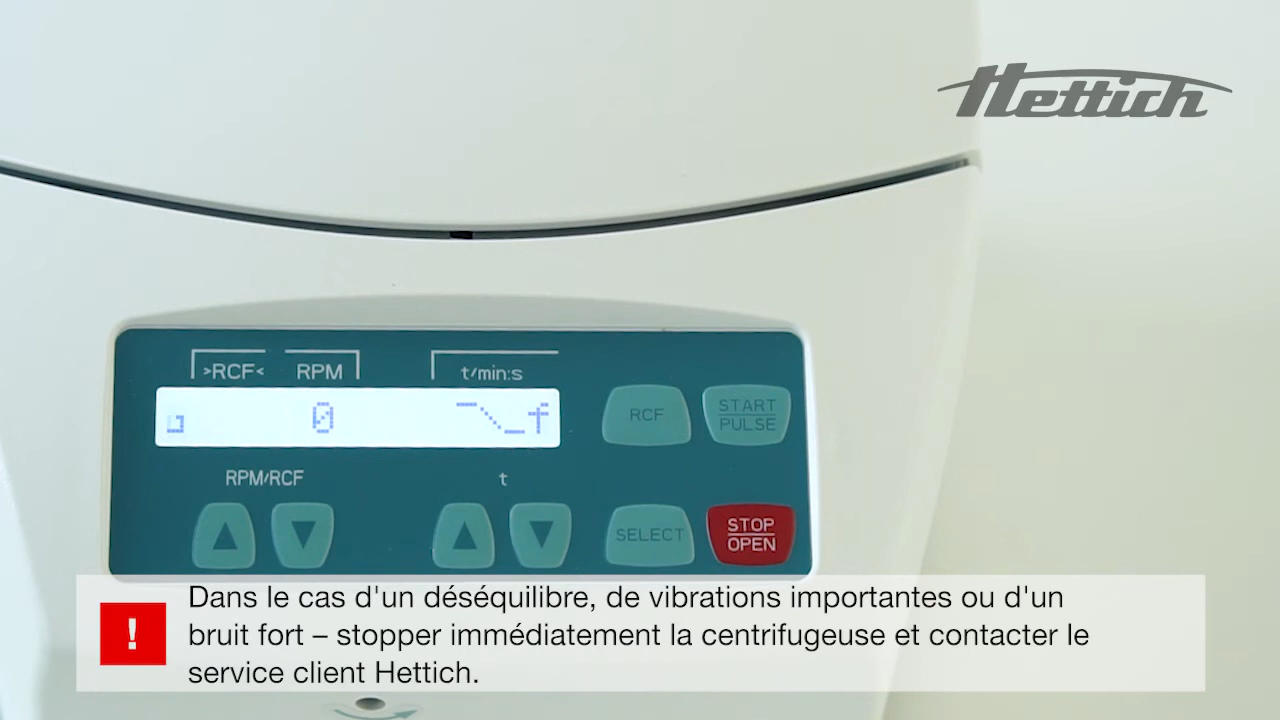 Hettich
>RCF< RPM t/min:s
0 f
RCF
START
PULSE
RPM/RCF t
SELECT
STOP
OPEN
! Dans le cas d'un déséquilibre, de vibrations importantes ou d'un
bruit fort – stopper immédiatement la centrifugeuse et contacter le
service client Hettich.